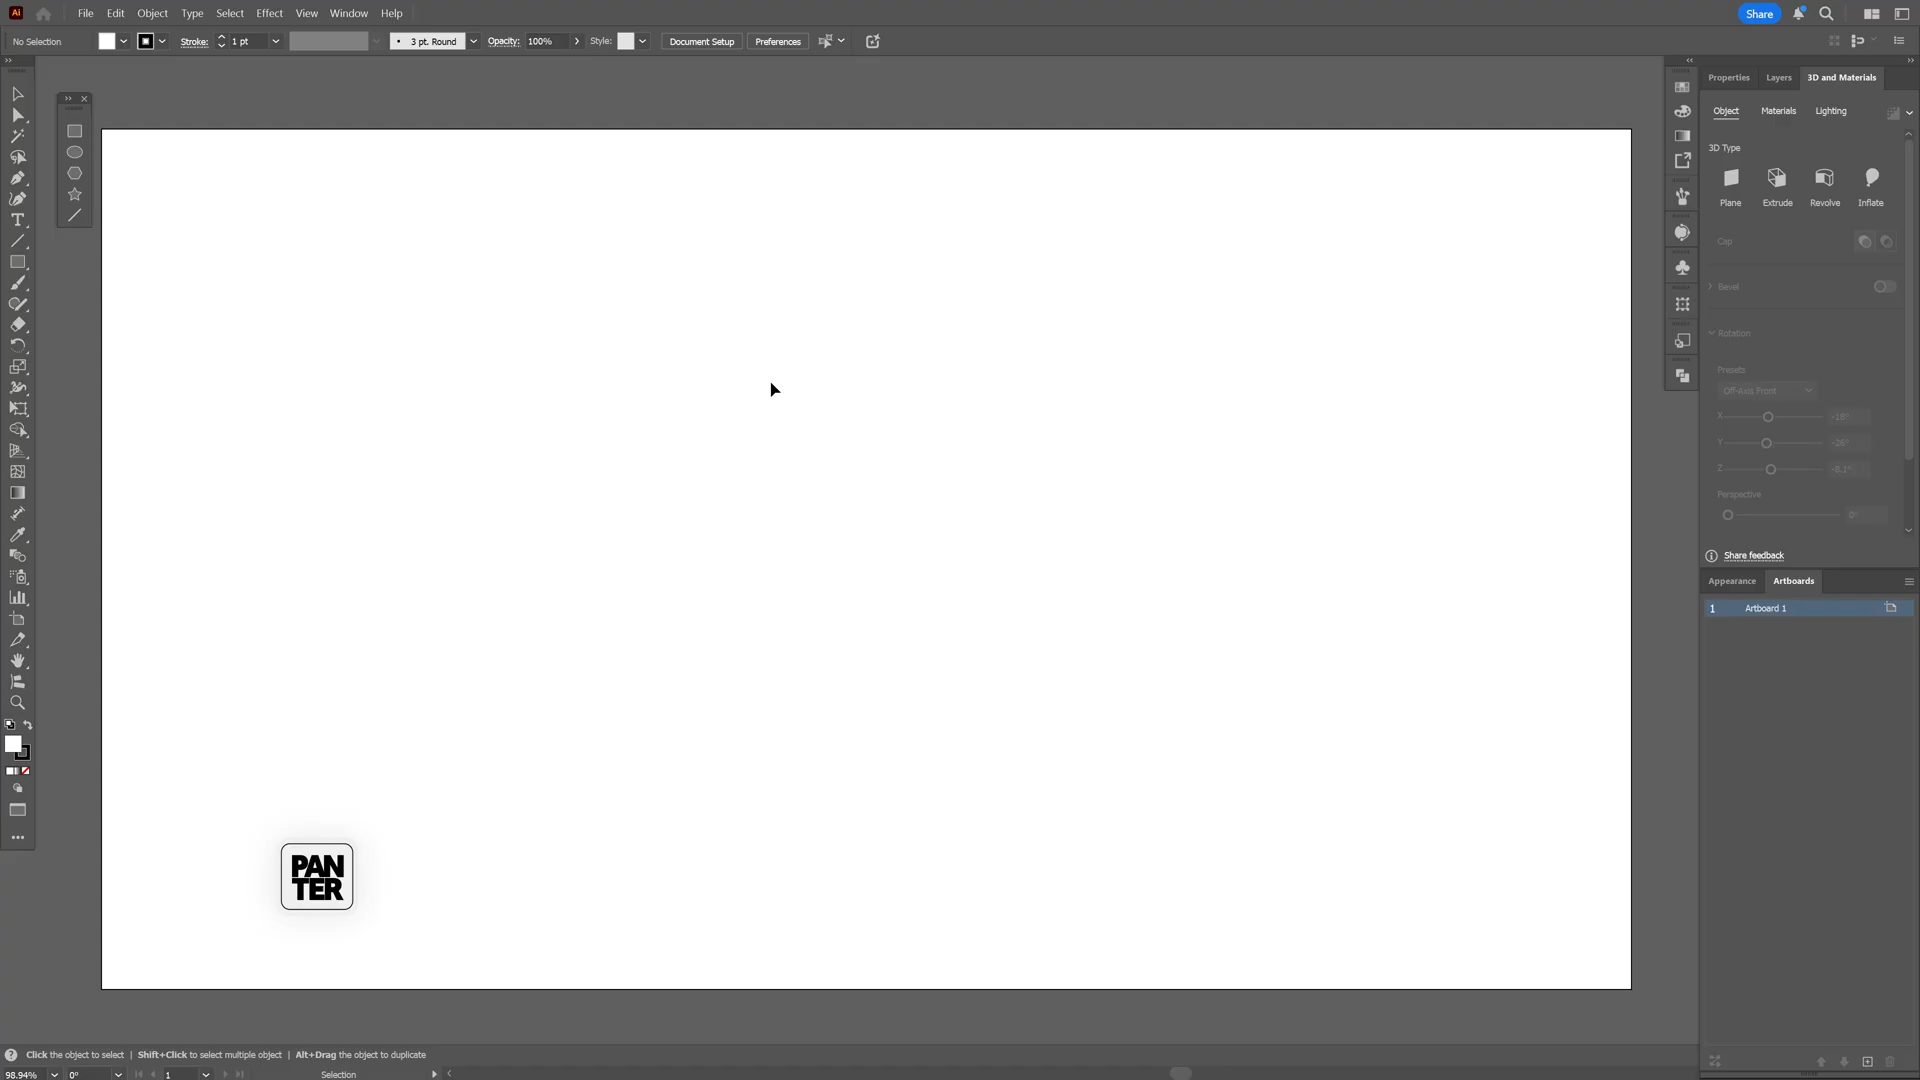 Ai File Edit Object Type Select Effect View Window Help Share
No Selection Stroke: 1 pt 3 pt. Round Opacity: 100% Style: Document Setup Preferences
Properties Layers 3D and Materials
Object Materials Lighting
3D Type
Plane Extrude Revolve Inflate
Cap
Bevel
Rotation
Presets
Off-Axis Front
X -18°
Y -26°
Z -8.1°
Perspective
0°
Share feedback
Appearance Artboards
1 Artboard 1
PAN
TER
Click the object to select | Shift+Click to select multiple object | Alt+Drag the object to duplicate
98.94% 0° 1 Selection